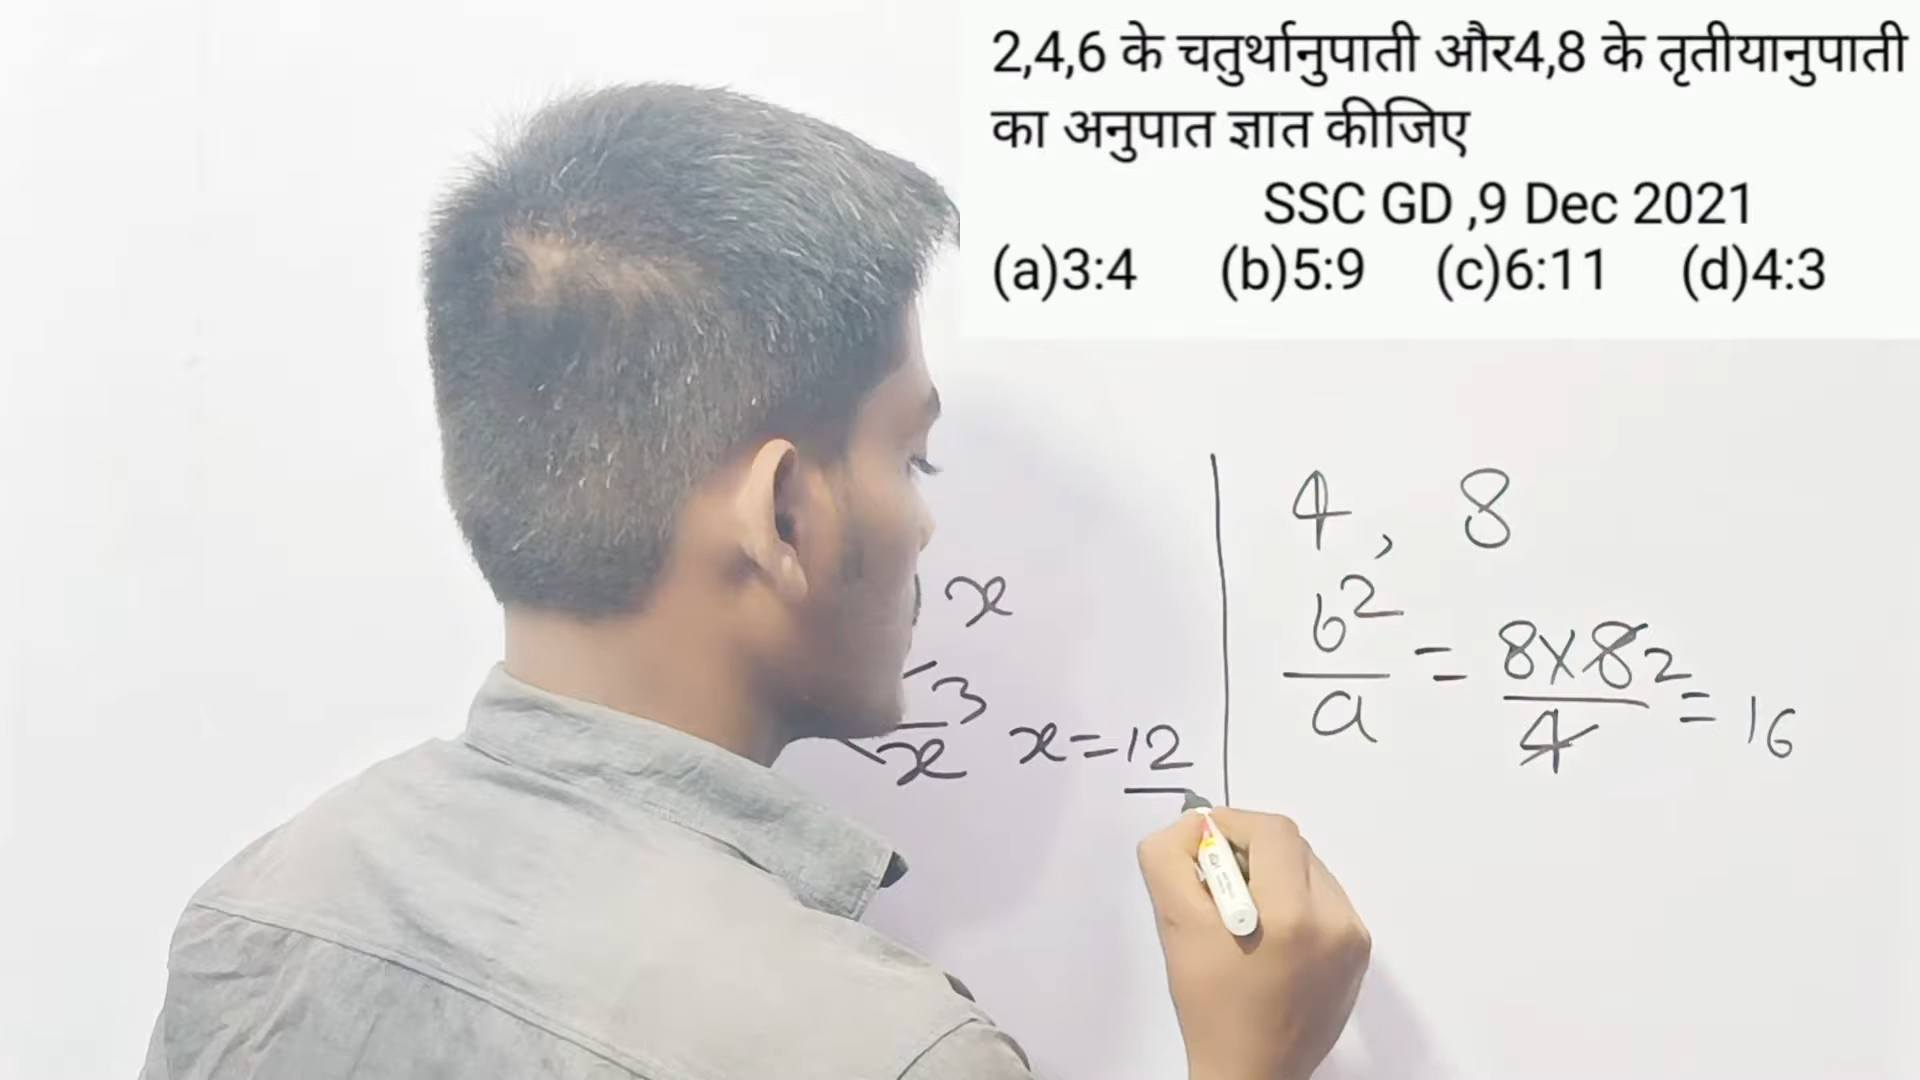 2,4,6 के चतुर्थानुपाती और4,8 के तृतीयानुपाती
का अनुपात ज्ञात कीजिए
SSC GD ,9 Dec 2021
(a)3:4 (b)5:9 (c)6:11 (d)4:3
x
3
x x=12
4, 8
b²
a
= 8x8 2
4
= 16